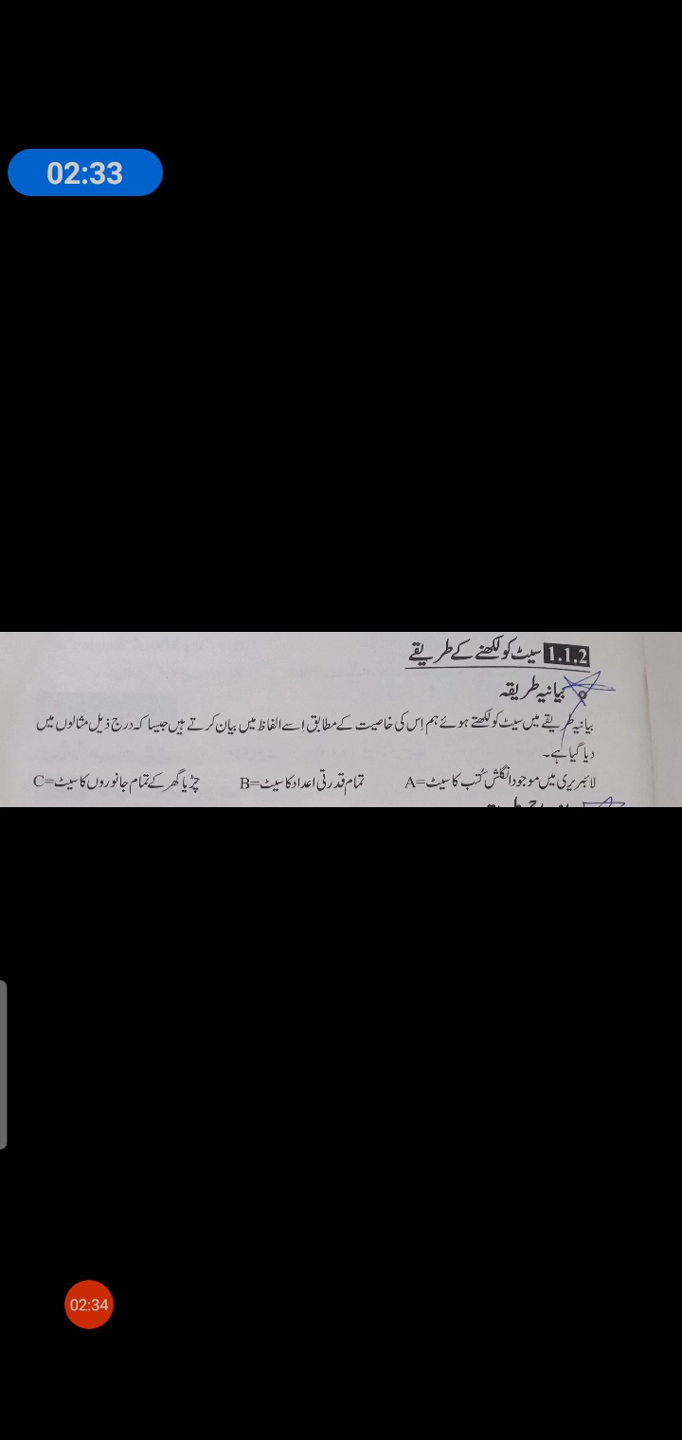 02:33
1.1.2 سیٹ کو لکھنے کے طریقے
بیانیہ طریقہ
بیانیہ طریقے میں سیٹ کو لکھتے ہوئے ہم اِس کی خاصیت کے مطابق اِسے الفاظ میں بیان کرتے ہیں جیسا کہ درج ذیل مثالوں میں
دیا گیا ہے۔
لائبریری میں موجود انگلش کُتب کا سیٹ=A تمام قدرتی اعداد کا سیٹ=B چڑیا گھر کے تمام جانوروں کا سیٹ=C
02:34